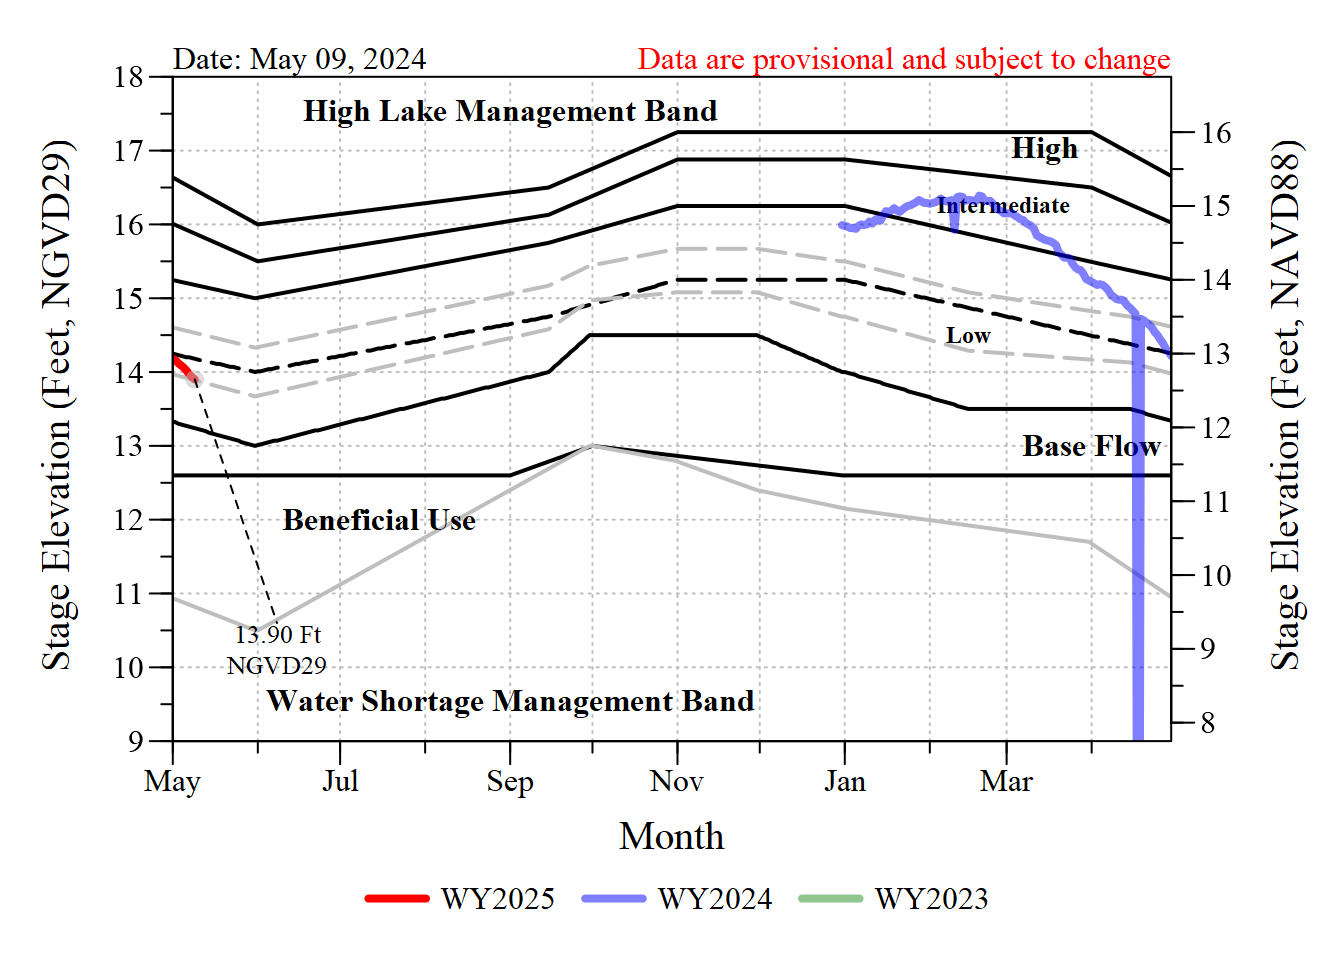 Date: May 09, 2024
Data are provisional and subject to change
18
17
16
15
14
13
12
11
10
9
Stage Elevation (Feet, NGVD29)
High Lake Management Band
High
Intermediate
Low
Base Flow
Beneficial Use
13.90 Ft
NGVD29
Water Shortage Management Band
16
15
14
13
12
11
10
9
8
Stage Elevation (Feet, NAVD88)
May
Jul
Sep
Nov
Jan
Mar
Month
WY2025
WY2024
WY2023